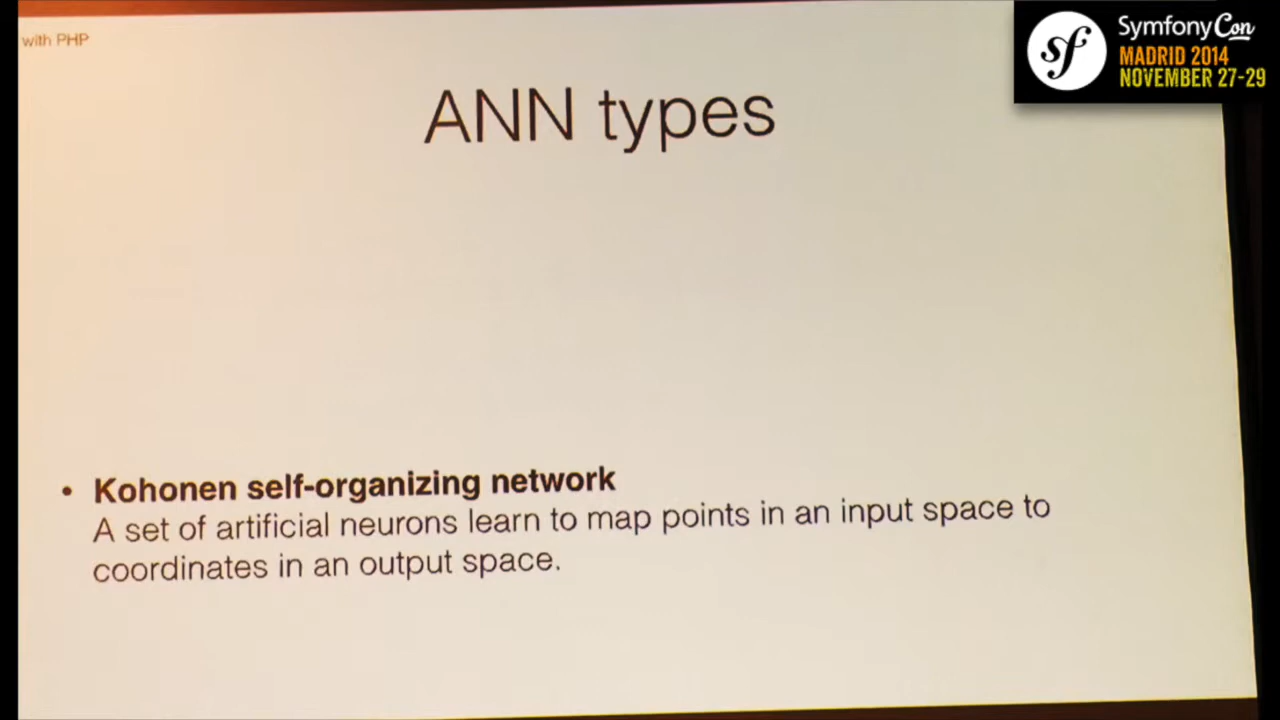 with PHP
SymfonyCon
MADRID 2014
NOVEMBER 27-29
ANN types
• Kohonen self-organizing network
A set of artificial neurons learn to map points in an input space to
coordinates in an output space.